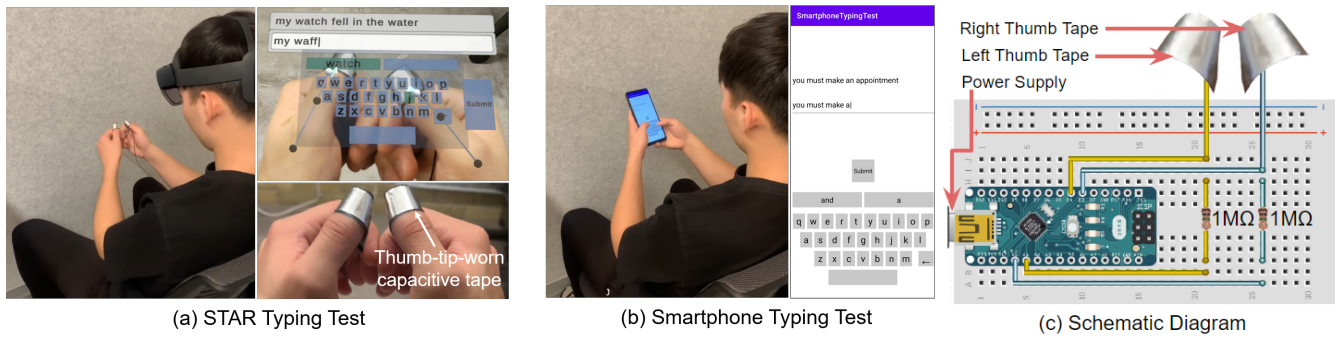 my watch fell in the water
my waff
watch
q w e r t y u i o p
a s d f g h j k l
z x c v b n m
Submit
Thumb-tip-worn
capacitive tape
(a) STAR Typing Test
SmartphoneTypingTest
you must make an appointment
you must make a
Submit
and a
q w e r t y u i o p
a s d f g h j k l
z x c v b n m ←
(b) Smartphone Typing Test
Right Thumb Tape
Left Thumb Tape
Power Supply
1MΩ 1MΩ
ICSP
NANO
(c) Schematic Diagram